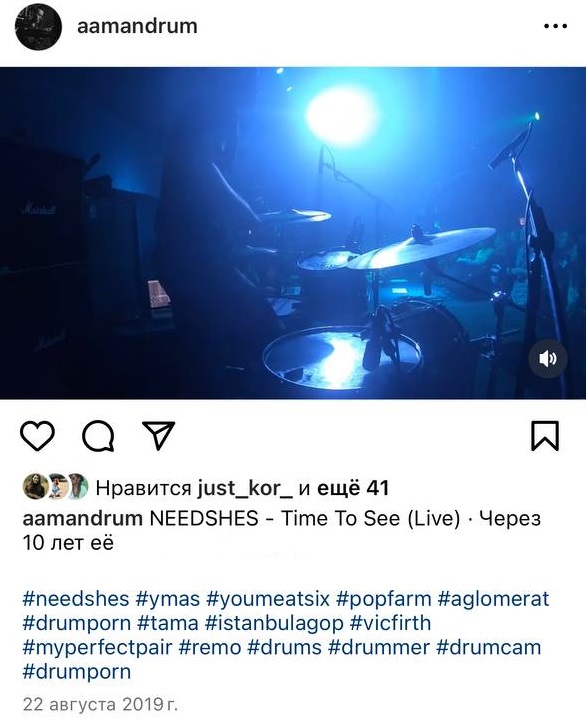 aamandrum
Marshall
NEEDSHES
Нравится just_kor_ и ещё 41
aamandrum NEEDSHES - Time To See (Live) · Через
10 лет её
#needshes #ymas #youmeatsix #popfarm #aglomerat
#drumporn #tama #istanbulagop #vicfirth
#myperfectpair #remo #drums #drummer #drumcam
#drumporn
22 августа 2019 г.